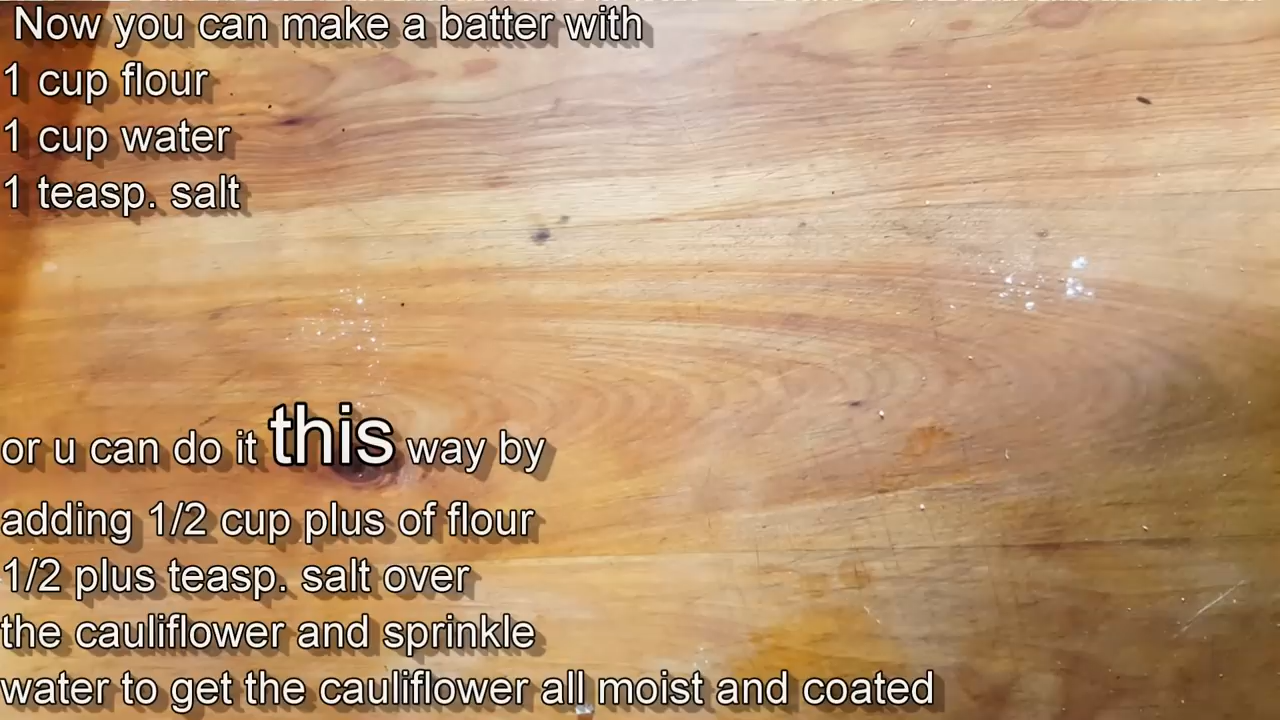 Now you can make a batter with
1 cup flour
1 cup water
1 teasp. salt
or u can do it this way by
adding 1/2 cup plus of flour
1/2 plus teasp. salt over
the cauliflower and sprinkle
water to get the cauliflower all moist and coated